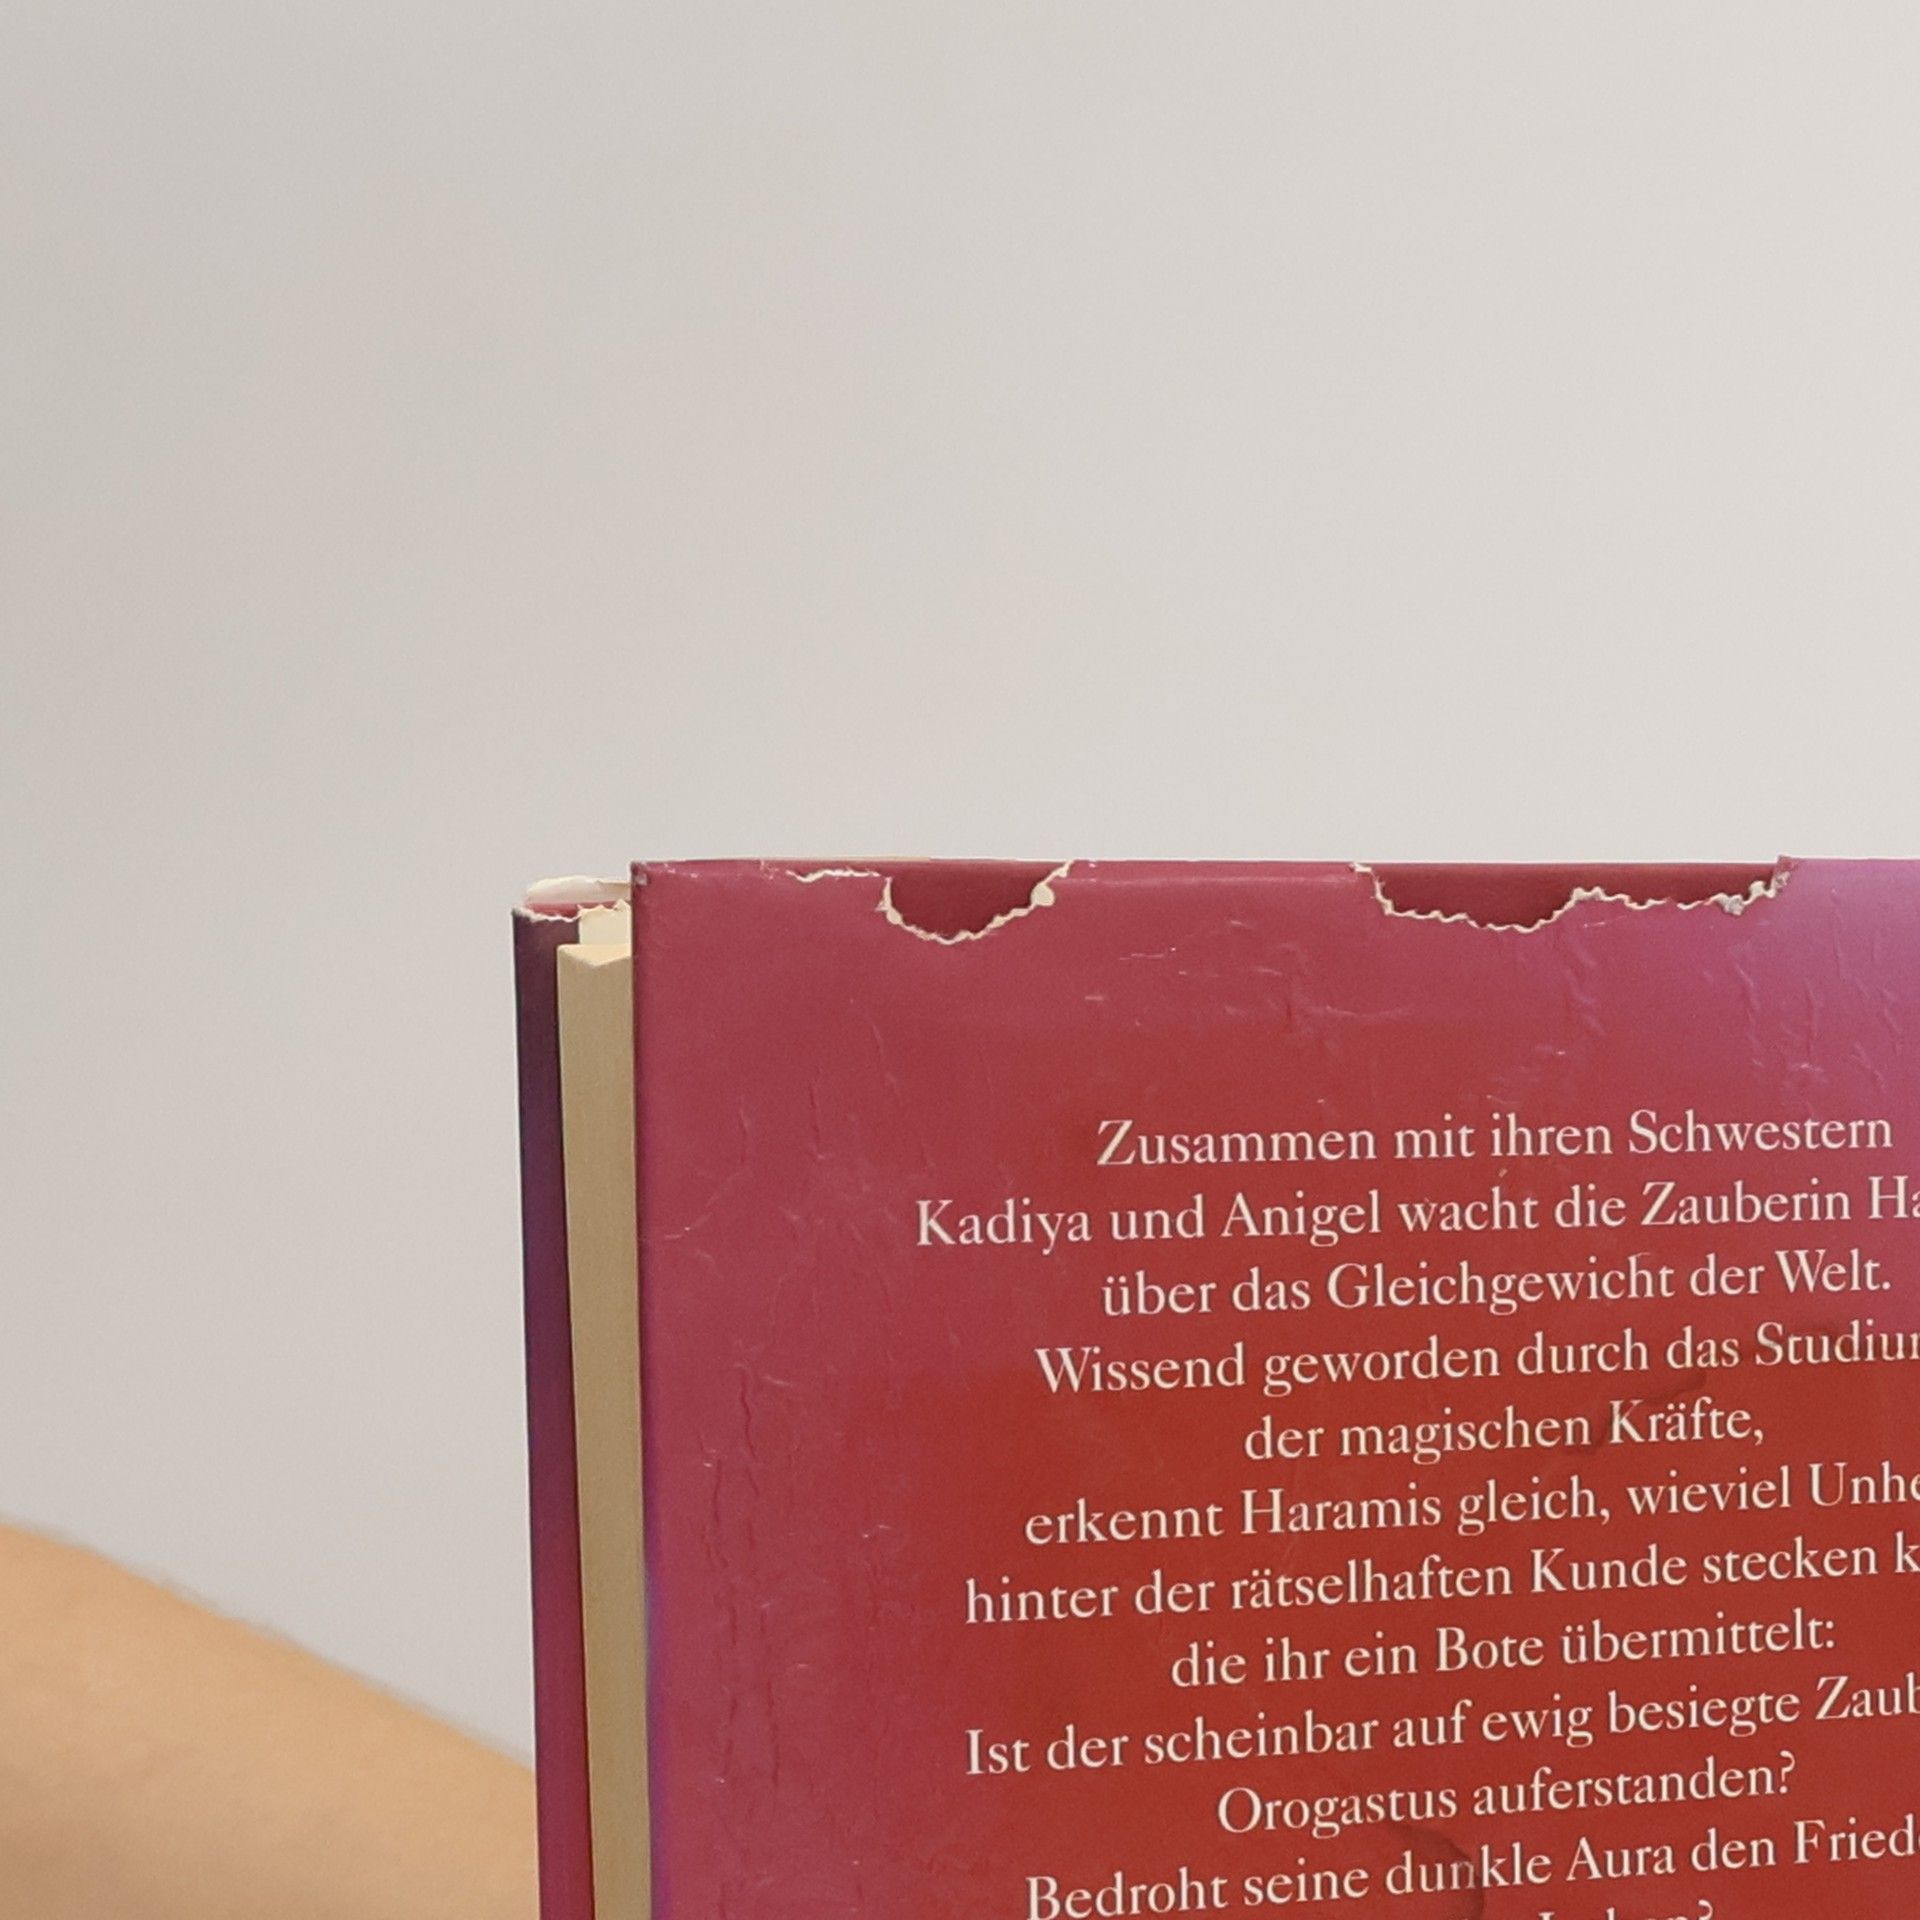 Zusammen mit ihren Schwestern
Kadiya und Anigel wacht die Zauberin
über das Gleichgewicht der Welt.
Wissend geworden durch das
der magischen Kräfte,
erkennt Haramis gleich, wieviel
hinter der rätselhaften Kunde stecken
die ihr ein Bote übermittelt:
Ist der scheinbar auf ewig besiegte
Orogastus auferstanden?
Bedroht seine dunkle Aura den